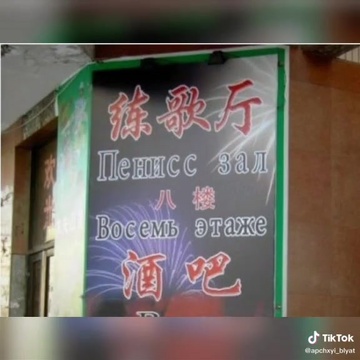 练歌厅
Пенисс зал
八楼
Восемь этаже
酒吧
TikTok
@apchxyi_blyat